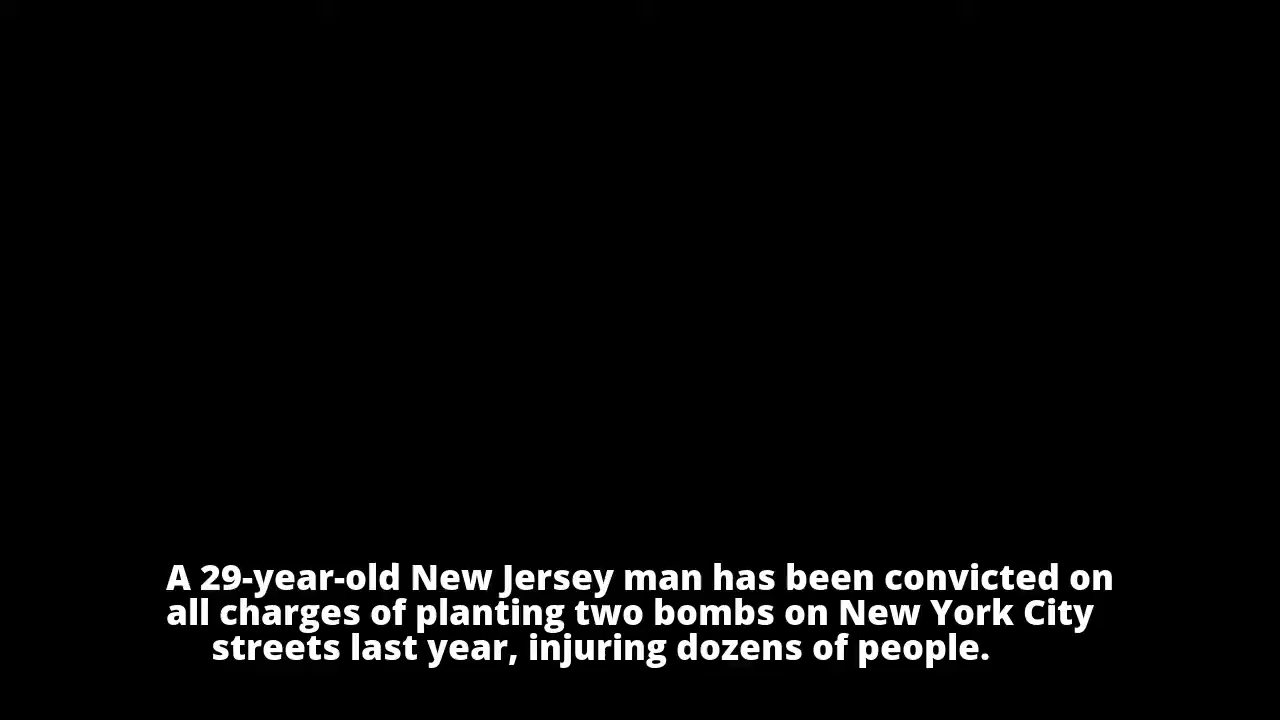 A 29-year-old New Jersey man has been convicted on
all charges of planting two bombs on New York City
streets last year, injuring dozens of people.